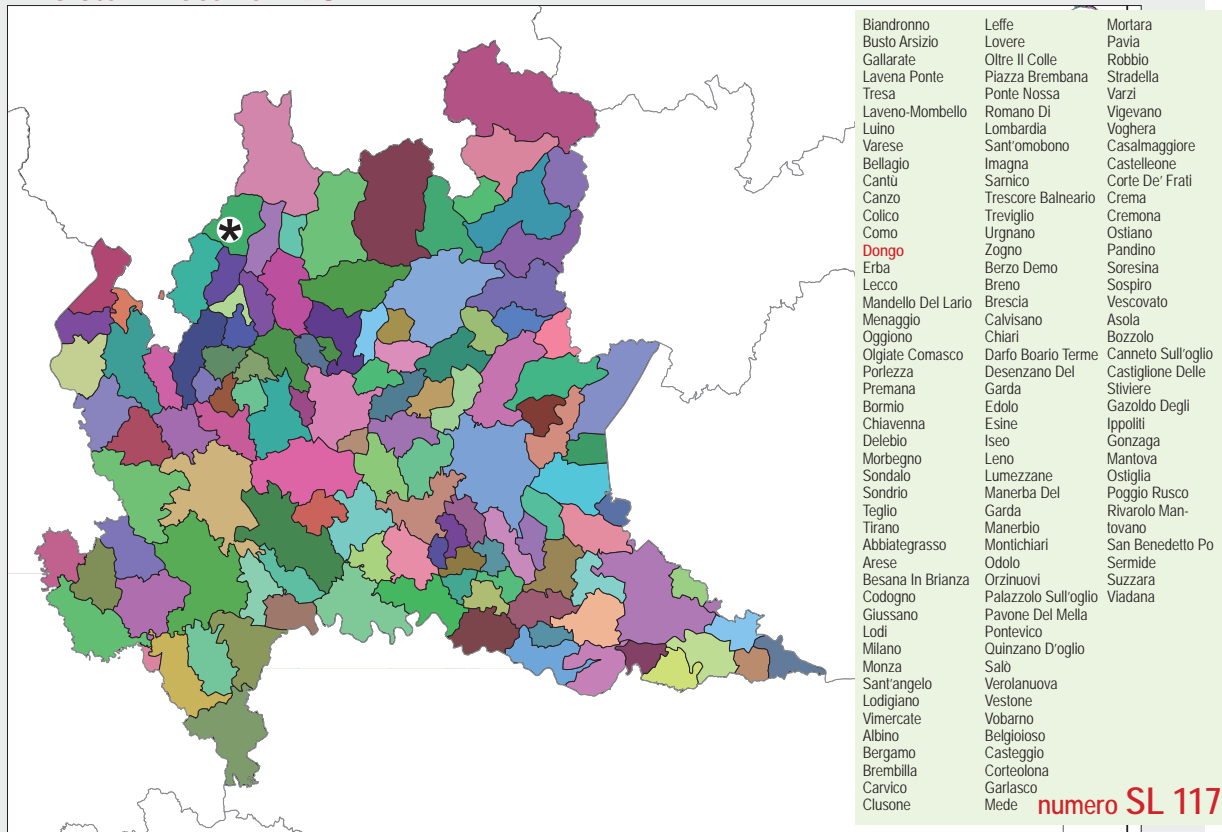 Biandronno
Busto Arsizio
Gallarate
Lavena Ponte
Tresa
Laveno-Mombello
Luino
Varese
Bellagio
Cantù
Canzo
Colico
Como
Dongo
Erba
Lecco
Mandello Del Lario
Menaggio
Oggiono
Olgiate Comasco
Porlezza
Premana
Bormio
Chiavenna
Delebio
Morbegno
Sondalo
Sondrio
Teglio
Tirano
Abbiategrasso
Arese
Besana In Brianza
Codogno
Giussano
Lodi
Milano
Monza
Sant'angelo
Lodigiano
Vimercate
Albino
Bergamo
Brembilla
Carvico
Clusone
Leffe
Lovere
Oltre Il Colle
Piazza Brembana
Ponte Nossa
Romano Di
Lombardia
Sant'omobono
Imagna
Sarnico
Trescore Balneario
Treviglio
Urgnano
Zogno
Berzo Demo
Breno
Brescia
Calvisano
Chiari
Darfo Boario Terme
Desenzano Del
Garda
Edolo
Esine
Iseo
Leno
Lumezzane
Manerba Del
Garda
Manerbio
Montichiari
Odolo
Orzinuovi
Palazzolo Sull'oglio
Pavone Del Mella
Pontevico
Quinzano D'oglio
Salò
Verolanuova
Vestone
Vobarno
Belgioioso
Casteggio
Corteolona
Garlasco
Mede
Mortara
Pavia
Robbio
Stradella
Varzi
Vigevano
Voghera
Casalmaggiore
Castelleone
Corte De' Frati
Crema
Cremona
Ostiano
Pandino
Soresina
Sospiro
Vescovato
Asola
Bozzolo
Canneto Sull'oglio
Castiglione Delle
Stiviere
Gazoldo Degli
Ippoliti
Gonzaga
Mantova
Ostiglia
Poggio Rusco
Rivarolo Man-
tovano
San Benedetto Po
Sermide
Suzzara
Viadana
numero SL 117